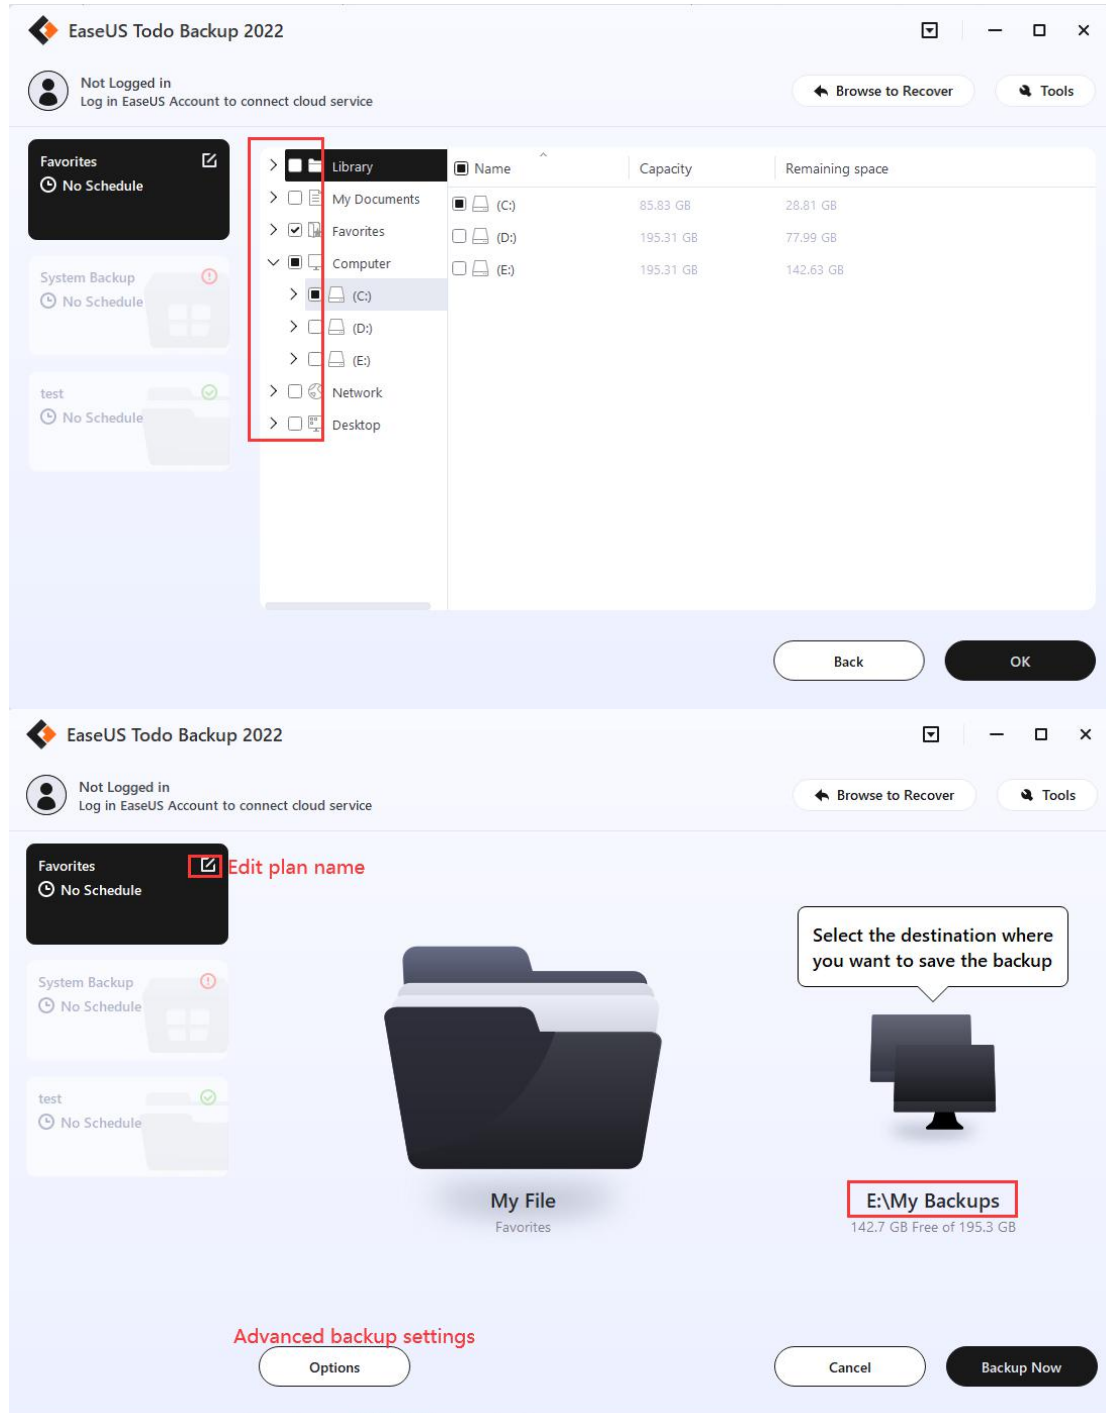 EaseUS Todo Backup 2022
Not Logged in
Log in EaseUS Account to connect cloud service
Browse to Recover
Tools
Favorites
No Schedule
System Backup
No Schedule
test
No Schedule
Library
My Documents
Favorites
Computer
(C:)
(D:)
(E:)
Network
Desktop
Name Capacity Remaining space
(C:) 85.83 GB 28.81 GB
(D:) 195.31 GB 77.99 GB
(E:) 195.31 GB 142.63 GB
Back
OK
EaseUS Todo Backup 2022
Not Logged in
Log in EaseUS Account to connect cloud service
Browse to Recover
Tools
Favorites
No Schedule
Edit plan name
System Backup
No Schedule
test
No Schedule
Select the destination where
you want to save the backup
My File
Favorites
E:\My Backups
142.7 GB Free of 195.3 GB
Advanced backup settings
Options
Cancel
Backup Now